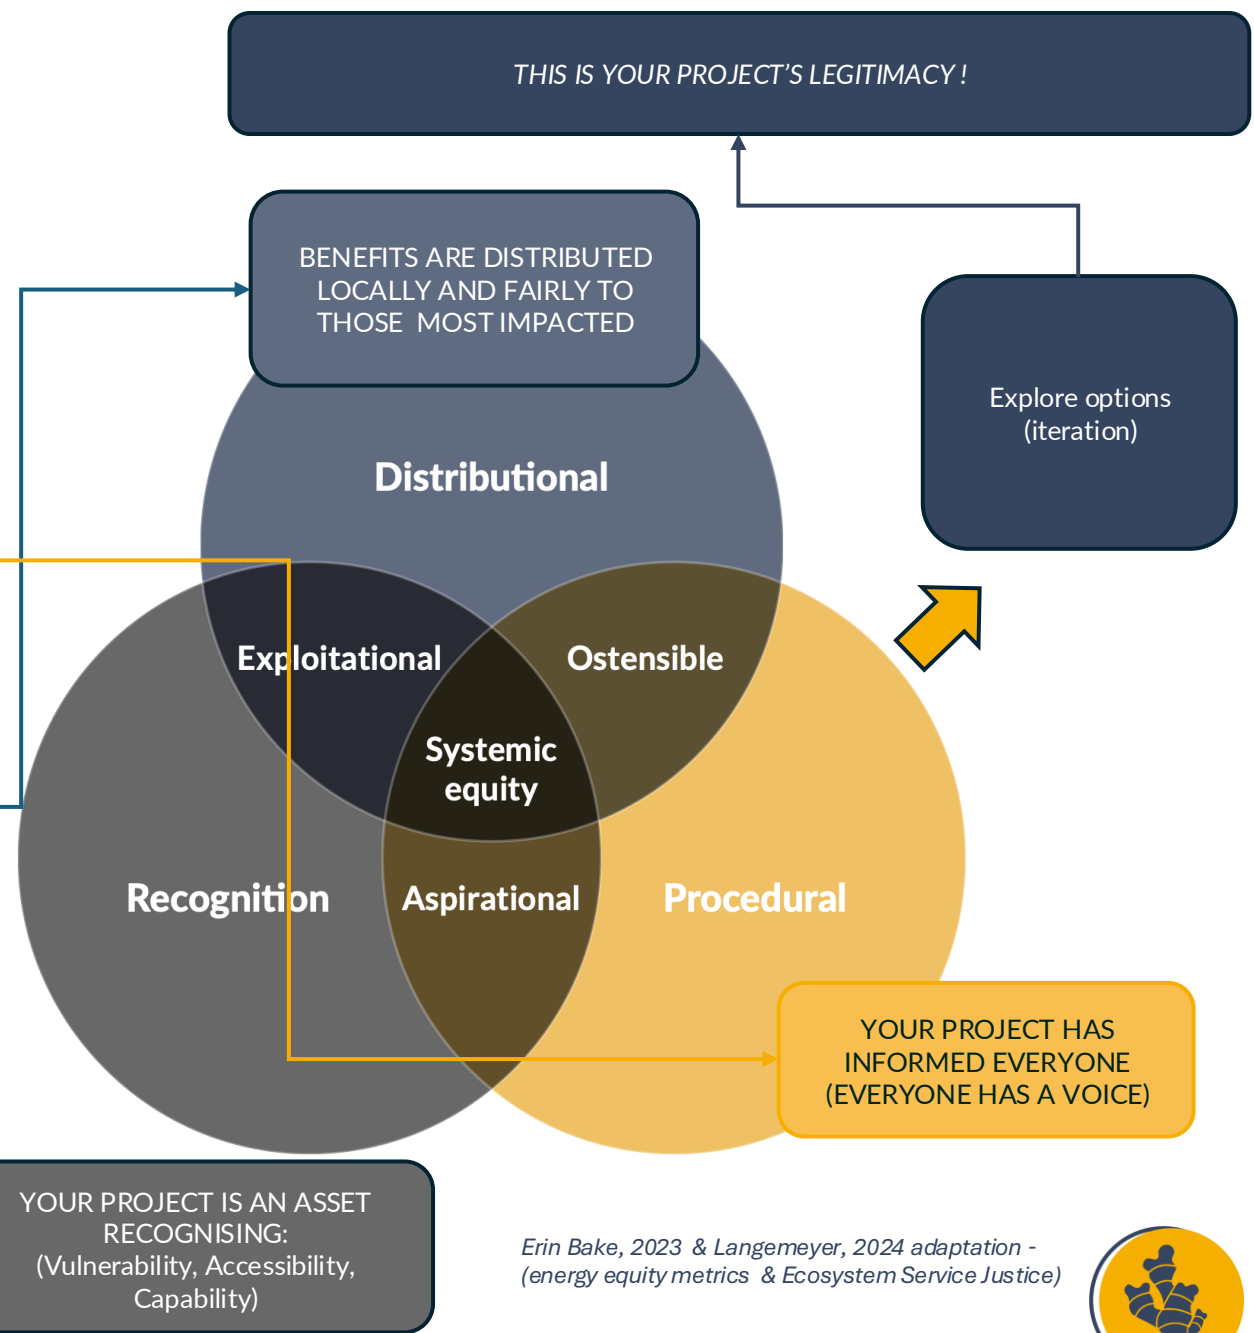 THIS IS YOUR PROJECT'S LEGITIMACY !
BENEFITS ARE DISTRIBUTED
LOCALLY AND FAIRLY TO
THOSE MOST IMPACTED
Explore options
(iteration)
Distributional
Exploitational
Ostensible
Systemic
equity
Recognition
Aspirational
Procedural
YOUR PROJECT HAS
INFORMED EVERYONE
(EVERYONE HAS A VOICE)
YOUR PROJECT IS AN ASSET
RECOGNISING:
(Vulnerability, Accessibility,
Capability)
Erin Bake, 2023 & Langemeyer, 2024 adaptation -
(energy equity metrics & Ecosystem Service Justice)